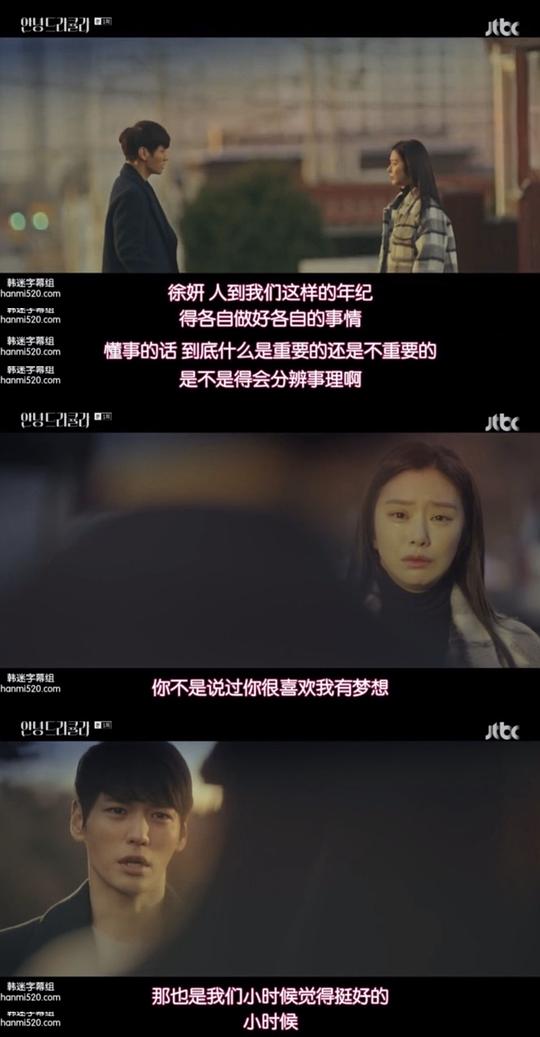 안녕 드라큘라 1회
jtbc
韩迷字幕组
hanmi520.com
徐妍 人到我们这样的年纪
得各自做好各自的事情
韩迷字幕组
hanmi520.com
懂事的话 到底什么是重要的还是不重要的
韩迷字幕组
hanmi520.com
是不是得会分辨事理啊
안녕 드라큘라 1회
jtbc
韩迷字幕组
hanmi520.com
你不是说过你很喜欢我有梦想
안녕 드라큘라 1회
jtbc
韩迷字幕组
hanmi520.com
那也是我们小时候觉得挺好的
hanmi520.com
小时候